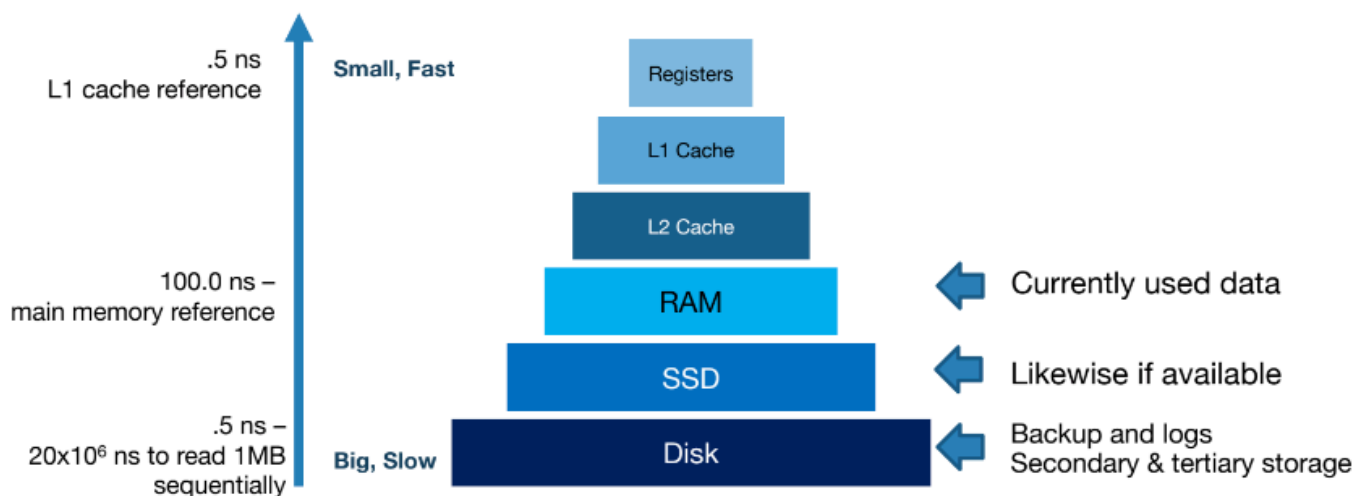 .5 ns
L1 cache reference
Small, Fast
Registers
L1 Cache
L2 Cache
100.0 ns –
main memory reference
RAM
Currently used data
SSD
Likewise if available
.5 ns –
20x10⁶ ns to read 1MB
sequentially
Big, Slow
Disk
Backup and logs
Secondary & tertiary storage